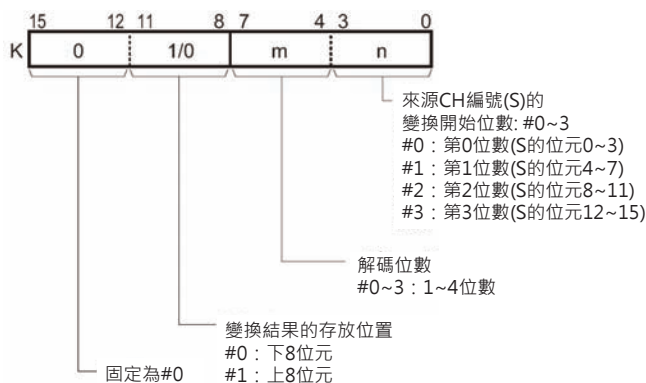 15 12 11 8 7 4 3 0
K 0 1/0 m n
來源CH編號(S)的
變換開始位數: #0~3
#0：第0位數(S的位元0~3)
#1：第1位數(S的位元4~7)
#2：第2位數(S的位元8~11)
#3：第3位數(S的位元12~15)
解碼位數
#0~3：1~4位數
變換結果的存放位置
#0：下8位元
#1：上8位元
固定為#0